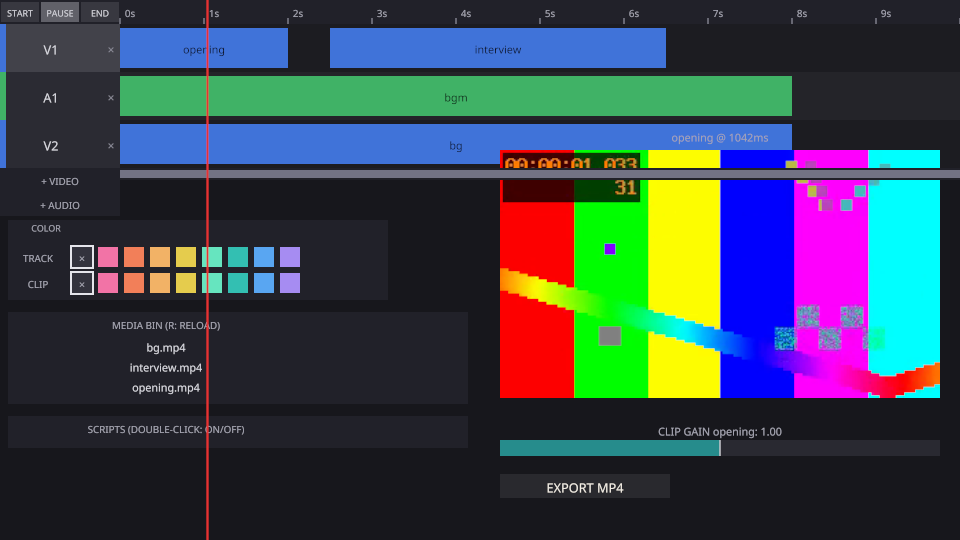 START PAUSE END 0s 1s 2s 3s 4s 5s 6s 7s 8s 9s
V1 × opening interview
A1 × bgm
V2 × bg
opening @ 1042ms
00:00:01 033
31
+ VIDEO
+ AUDIO
COLOR
TRACK ×
CLIP ×
MEDIA BIN (R: RELOAD)
bg.mp4
interview.mp4
opening.mp4
SCRIPTS (DOUBLE-CLICK: ON/OFF)
CLIP GAIN opening: 1.00
EXPORT MP4